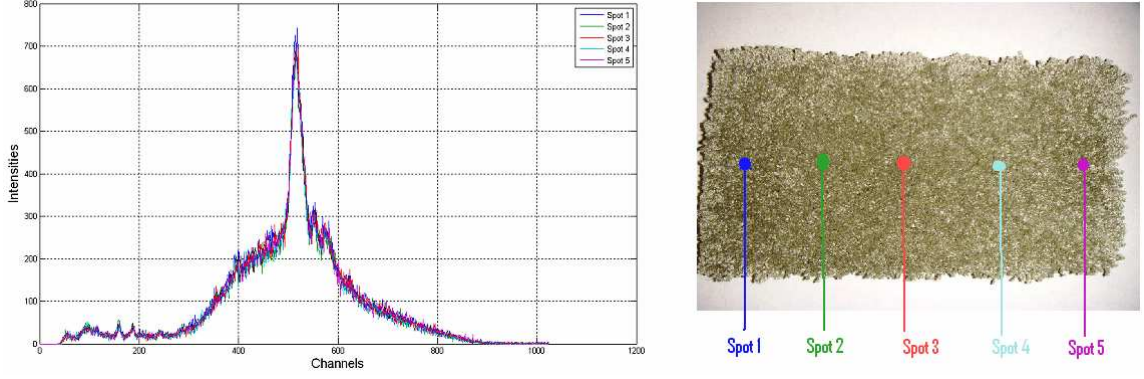 800
700
600
500
400
300
200
100
0
0 200 400 600 800 1000 1200
Intensities
Channels
Spot 1
Spot 2
Spot 3
Spot 4
Spot 5
Spot 1 Spot 2 Spot 3 Spot 4 Spot 5